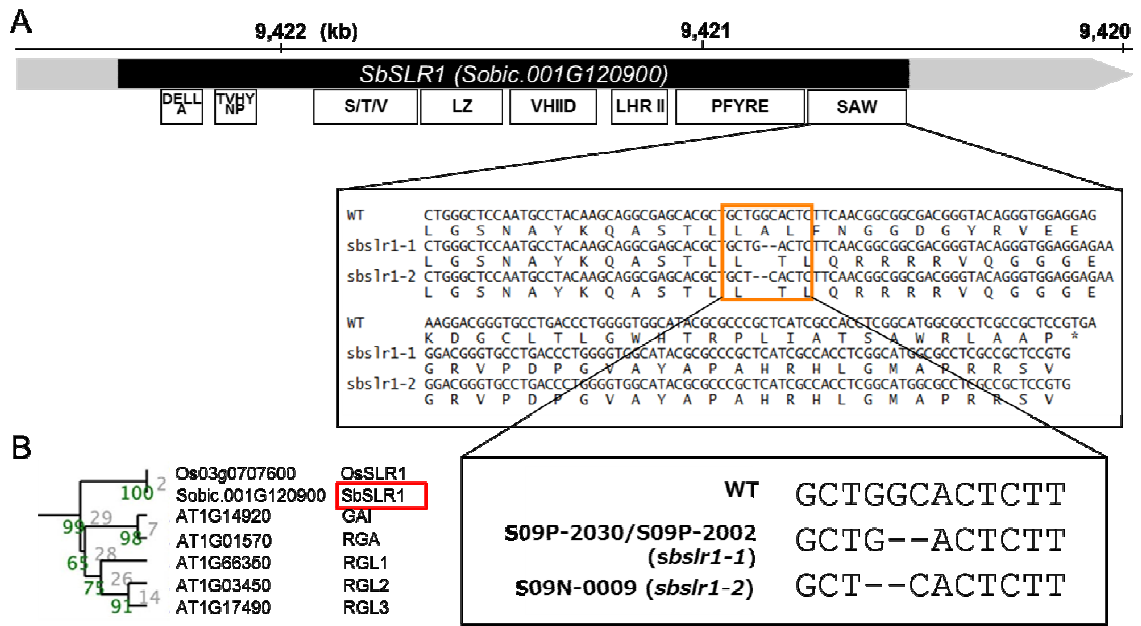 A
9,422 (kb) 9,421 9,420
SbSLR1 (Sobic.001G120900)
DELL
A
TVHY
NP
S/T/V LZ VHIID LHR II PFYRE SAW
WT CTGGGCTCCAATGCCTACAAGCAGGCGAGCACGCTGCTGGCACTCTTCAACGGCGGCGACGGGTACAGGGTGGAGGAG
L G S N A Y K Q A S T L L A L F N G G D G Y R V E E
sbslr1-1 CTGGGCTCCAATGCCTACAAGCAGGCGAGCACGCTGCTG--ACTCTTCAACGGCGGCGACGGGTACAGGGTGGAGGAGAA
L G S N A Y K Q A S T L L T L Q R R R R V Q G G G E
sbslr1-2 CTGGGCTCCAATGCCTACAAGCAGGCGAGCACGCTGCT--CACTCTTCAACGGCGGCGACGGGTACAGGGTGGAGGAGAA
L G S N A Y K Q A S T L L T L Q R R R R V Q G G G E
WT AAGGACGGGTGCCTGACCCTGGGGTGGCATACGCGCCCGCTCATCGCCACCTCGGCATGGCGCCTCGCCGCTCCGTGA
K D G C L T L G W H T R P L I A T S A W R L A A P *
sbslr1-1 GGACGGGTGCCTGACCCTGGGGTGGCATACGCGCCCGCTCATCGCCACCTCGGCATGGCGCCTCGCCGCTCCGTG
G R V P D P G V A Y A P A H R H L G M A P R R S V
sbslr1-2 GGACGGGTGCCTGACCCTGGGGTGGCATACGCGCCCGCTCATCGCCACCTCGGCATGGCGCCTCGCCGCTCCGTG
G R V P D P G V A Y A P A H R H L G M A P R R S V
B
Os03g0707600 OsSLR1
Sobic.001G120900 SbSLR1
AT1G14920 GAI
AT1G01570 RGA
AT1G66350 RGL1
AT1G03450 RGL2
AT1G17490 RGL3
100 2
99 29
98 7
65 28
75 26
91 14
WT GCTGGCACTCTT
S09P-2030/S09P-2002
(sbslr1-1) GCTG--ACTCTT
S09N-0009 (sbslr1-2) GCT--CACTCTT